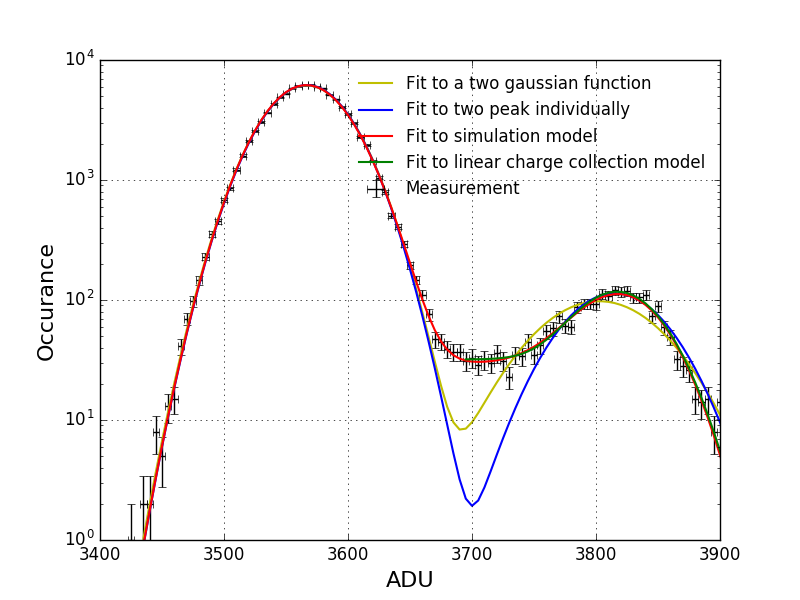 10^4
10^3
10^2
10^1
10^0
Occurance
Fit to a two gaussian function
Fit to two peak individually
Fit to simulation model
Fit to linear charge collection model
Measurement
3400 3500 3600 3700 3800 3900
ADU